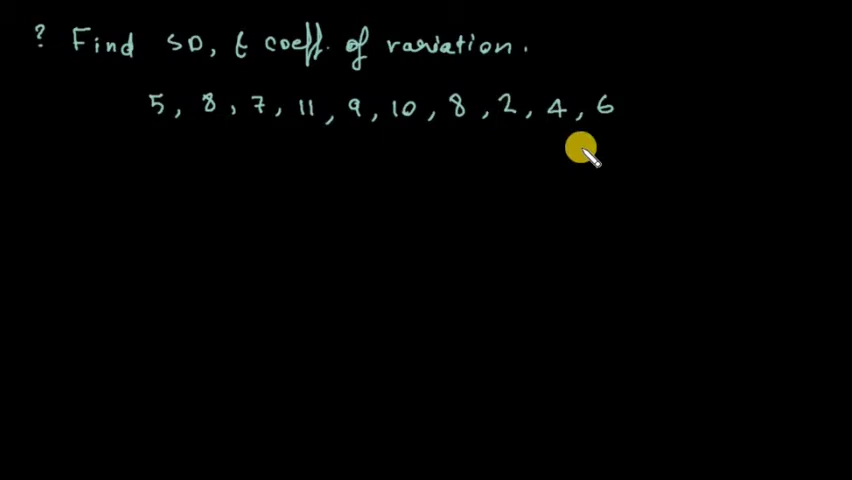 ? Find SD, & coeff. of variation.
5, 8, 7, 11, 9, 10, 8, 2, 4, 6